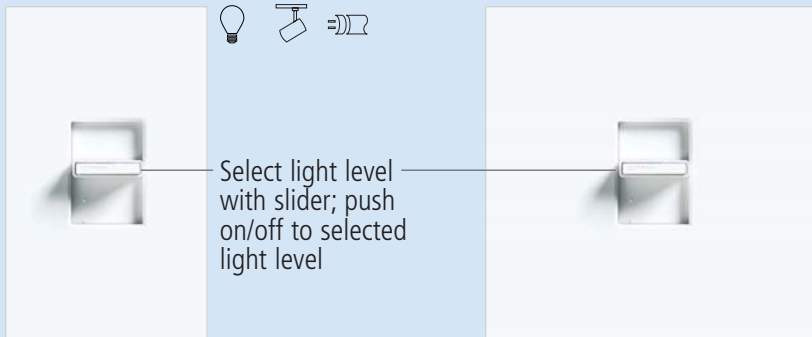 Select light level
with slider; push
on/off to selected
light level